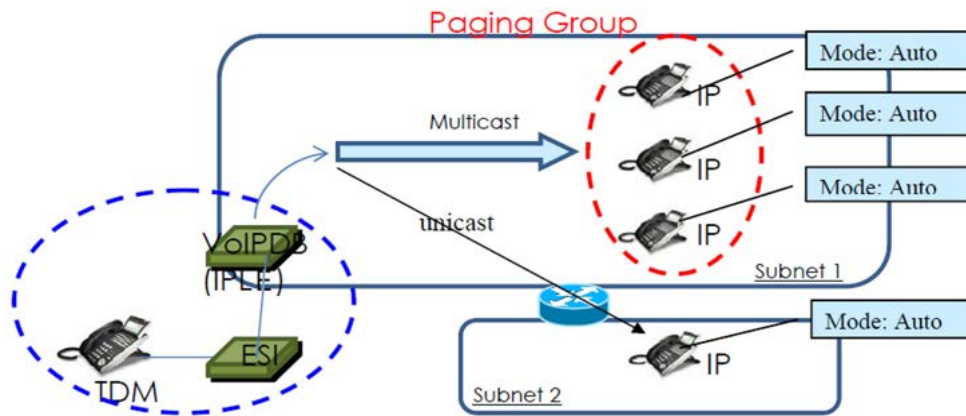 Paging Group
Mode: Auto
IP
Multicast
Mode: Auto
IP
Mode: Auto
IP
unicast
VoIPDB
(IPLE)
Subnet 1
Mode: Auto
ESI
IP
TDM
Subnet 2